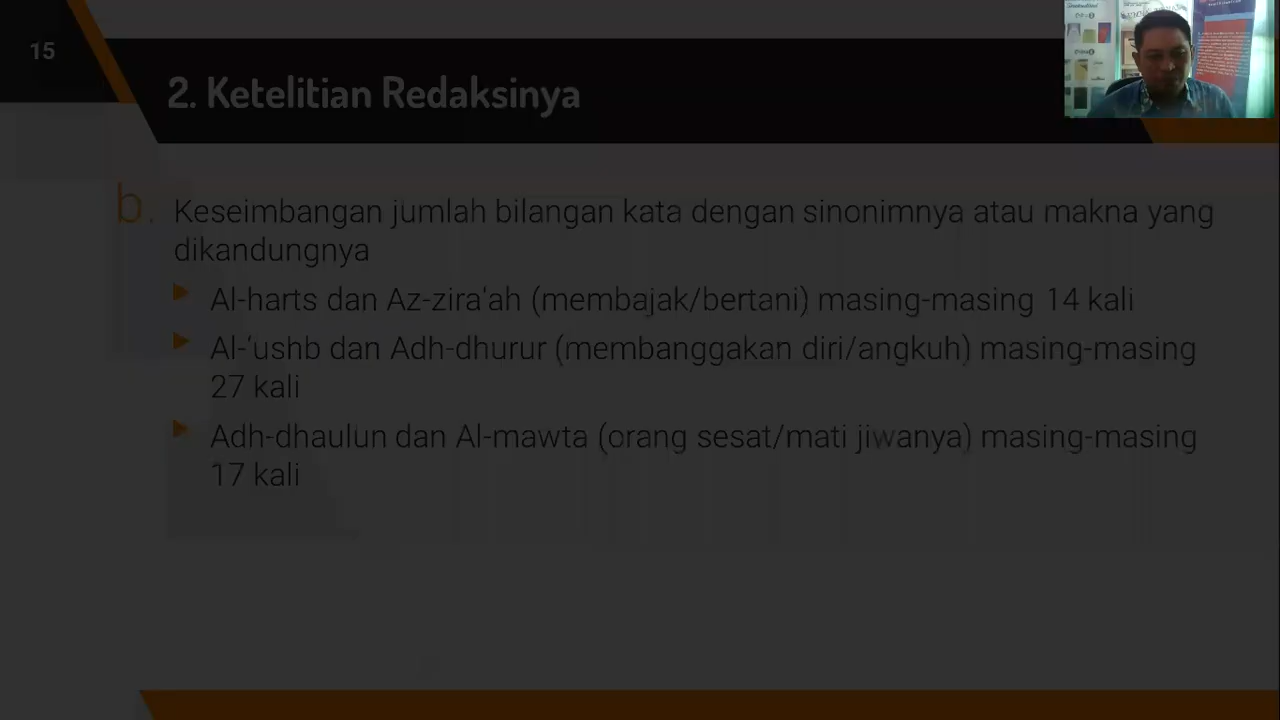 15
2. Ketelitian Redaksinya
b. Keseimbangan jumlah bilangan kata dengan sinonimnya atau makna yang
dikandungnya
Al-harts dan Az-zira'ah (membajak/bertani) masing-masing 14 kali
Al-‘ushb dan Adh-dhurur (membanggakan diri/angkuh) masing-masing
27 kali
Adh-dhaulun dan Al-mawta (orang sesat/mati jiwanya) masing-masing
17 kali